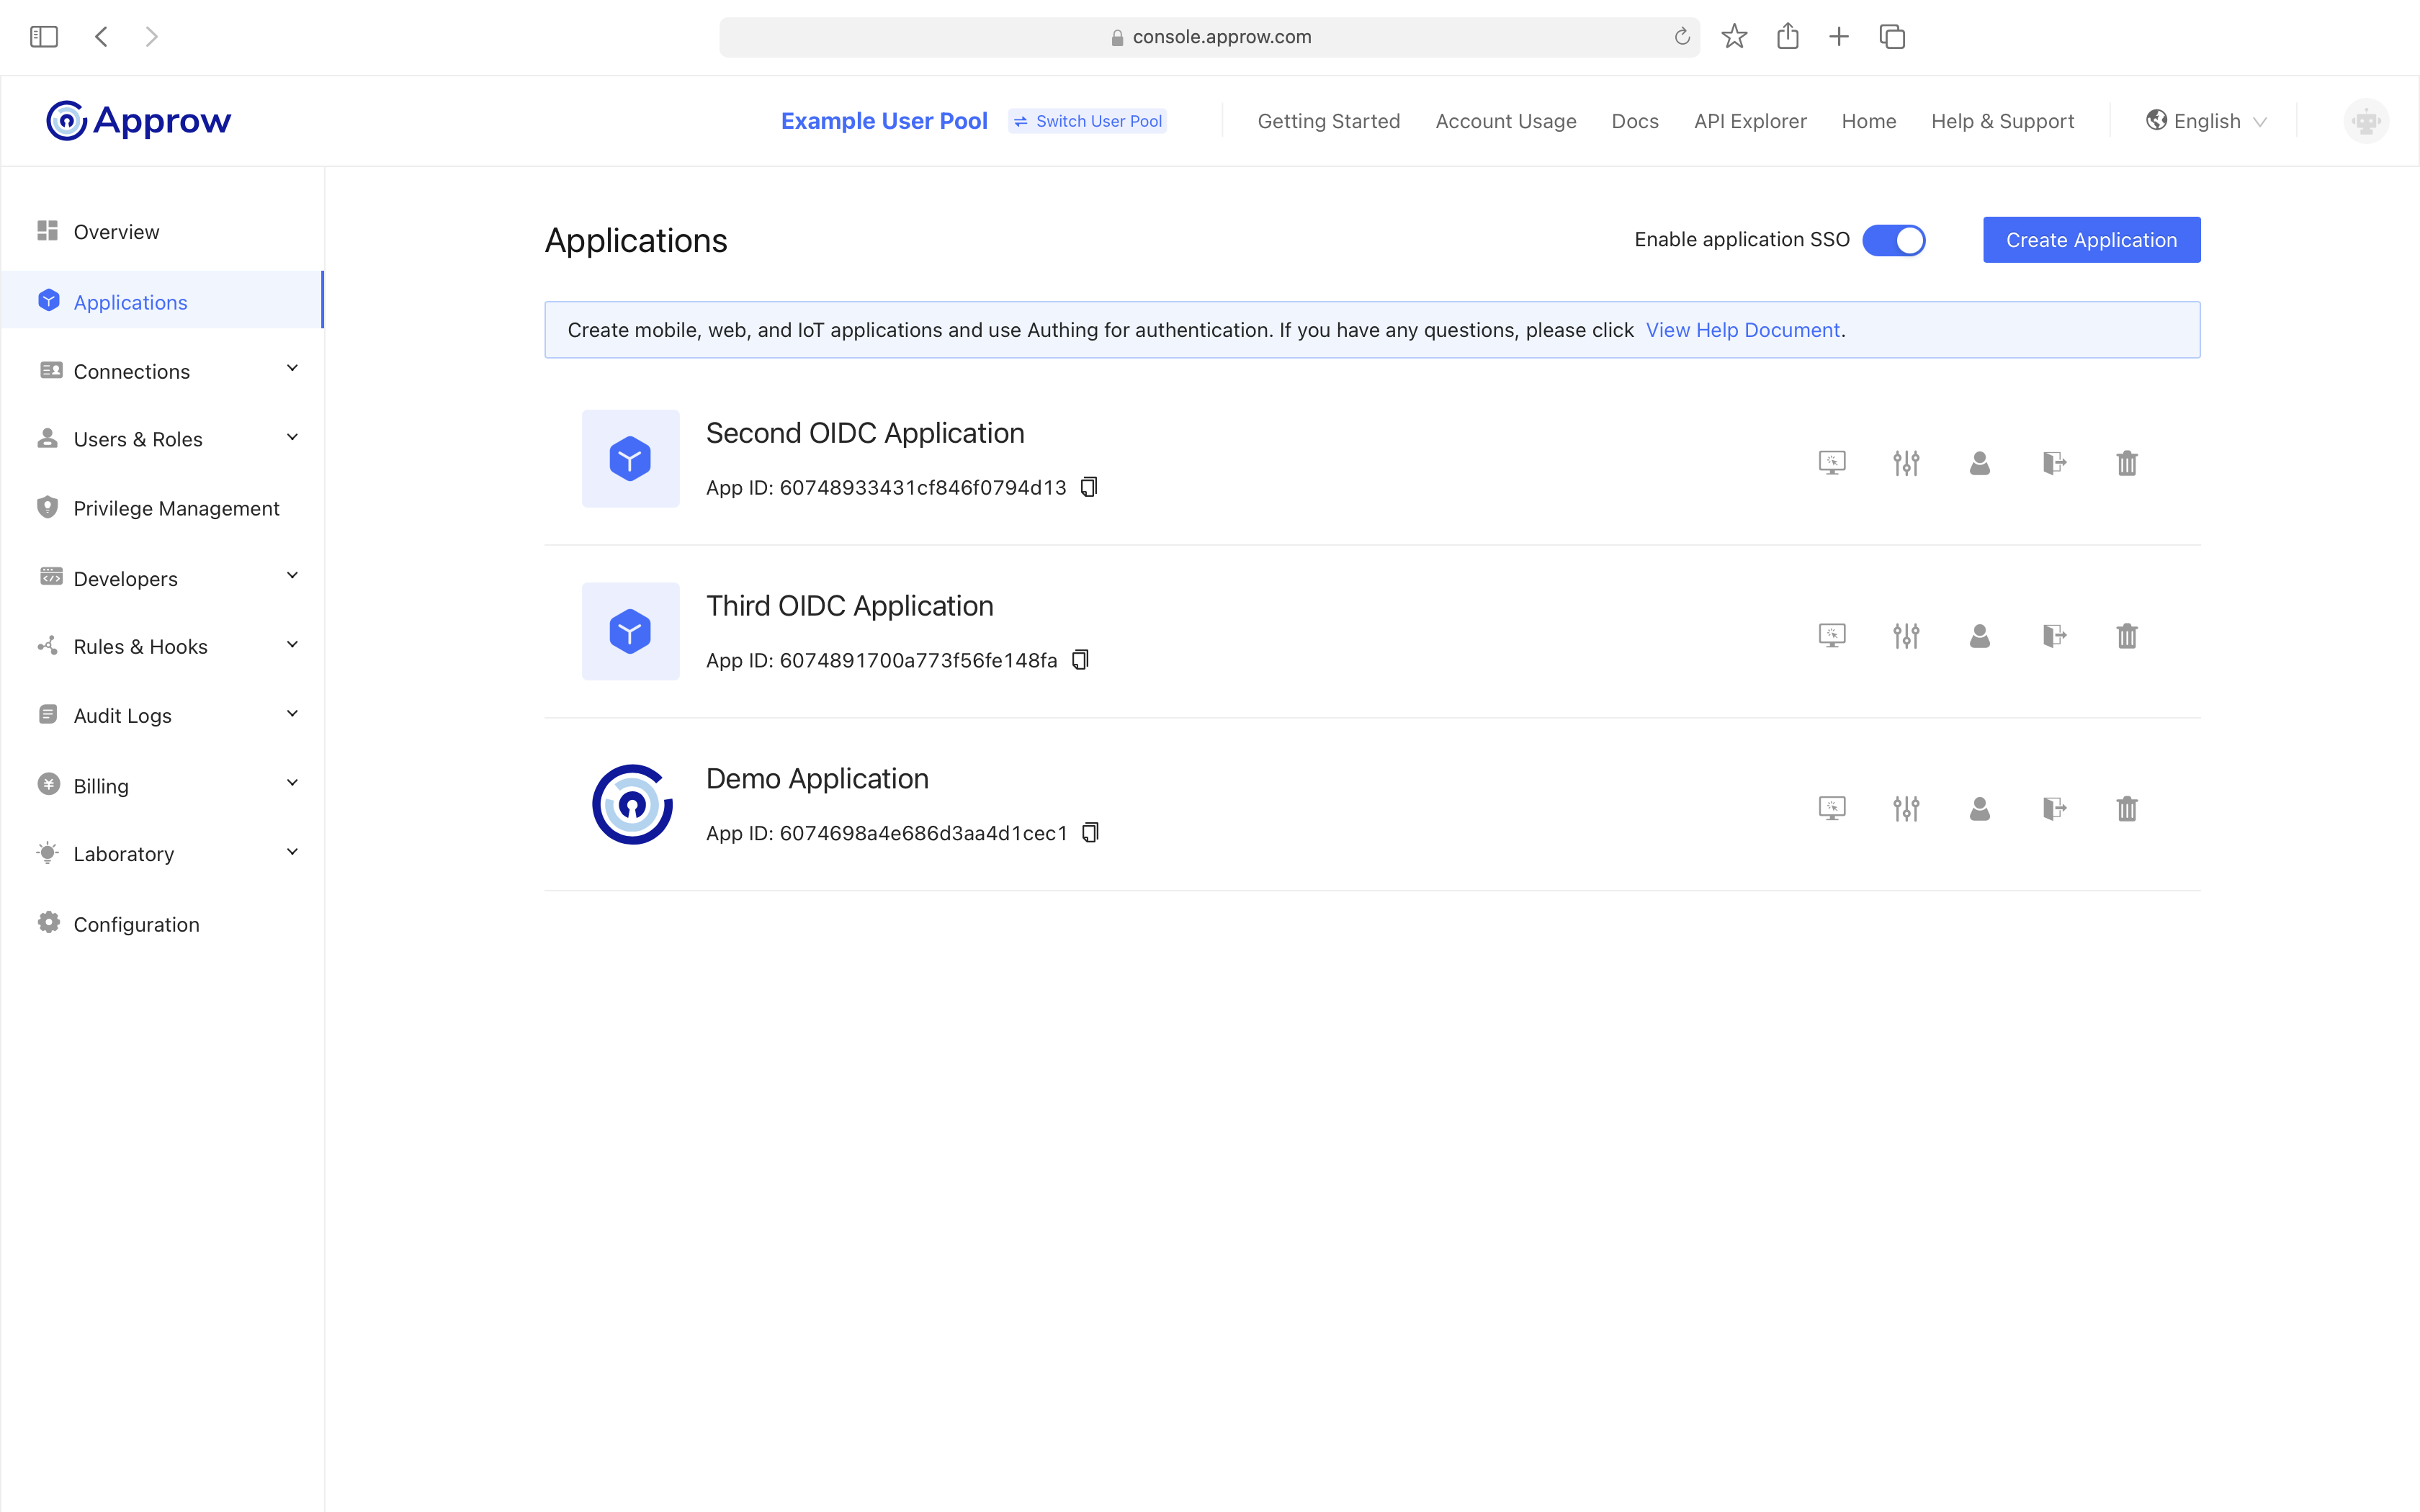 console.approw.com
Approw
Example User Pool Switch User Pool Getting Started Account Usage Docs API Explorer Home Help & Support English
Overview
Applications
Connections
Users & Roles
Privilege Management
Developers
Rules & Hooks
Audit Logs
Billing
Laboratory
Configuration
Applications
Enable application SSO
Create Application
Create mobile, web, and IoT applications and use Authing for authentication. If you have any questions, please click View Help Document.
Second OIDC Application
App ID: 60748933431cf846f0794d13
Third OIDC Application
App ID: 6074891700a773f56fe148fa
Demo Application
App ID: 6074698a4e686d3aa4d1cec1